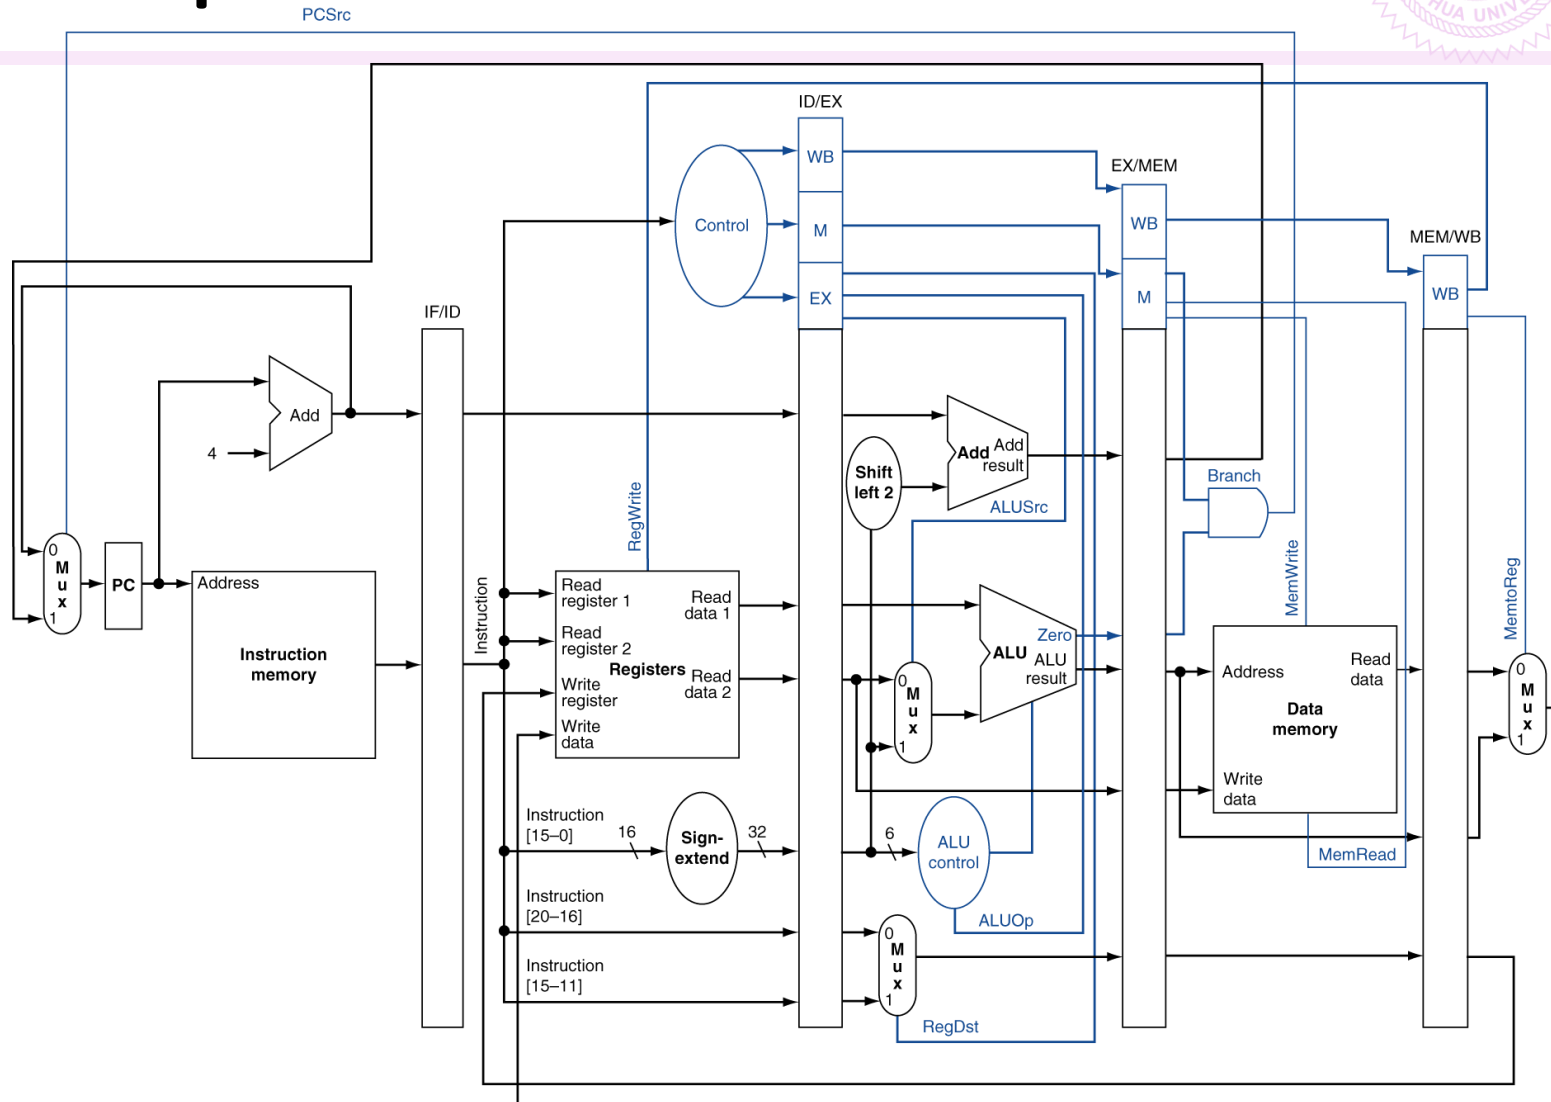 PCSrc
HUA UNIV
ID/EX
WB
EX/MEM
Control
M
WB
MEM/WB
EX
M
WB
IF/ID
Add
4
Add
Add
result
Shift
left 2
Branch
ALUSrc
RegWrite
MemWrite
MemtoReg
0
M
u
x
1
PC
Address
Instruction
memory
Instruction
Read
register 1
Read
data 1
Read
register 2
Registers
Read
data 2
Write
register
Write
data
Zero
ALU
ALU
result
0
M
u
x
1
Address
Read
data
Data
memory
Write
data
0
M
u
x
1
Instruction
[15–0]
16
Sign-
extend
32
6
ALU
control
MemRead
Instruction
[20–16]
ALUOp
0
M
u
x
1
Instruction
[15–11]
RegDst